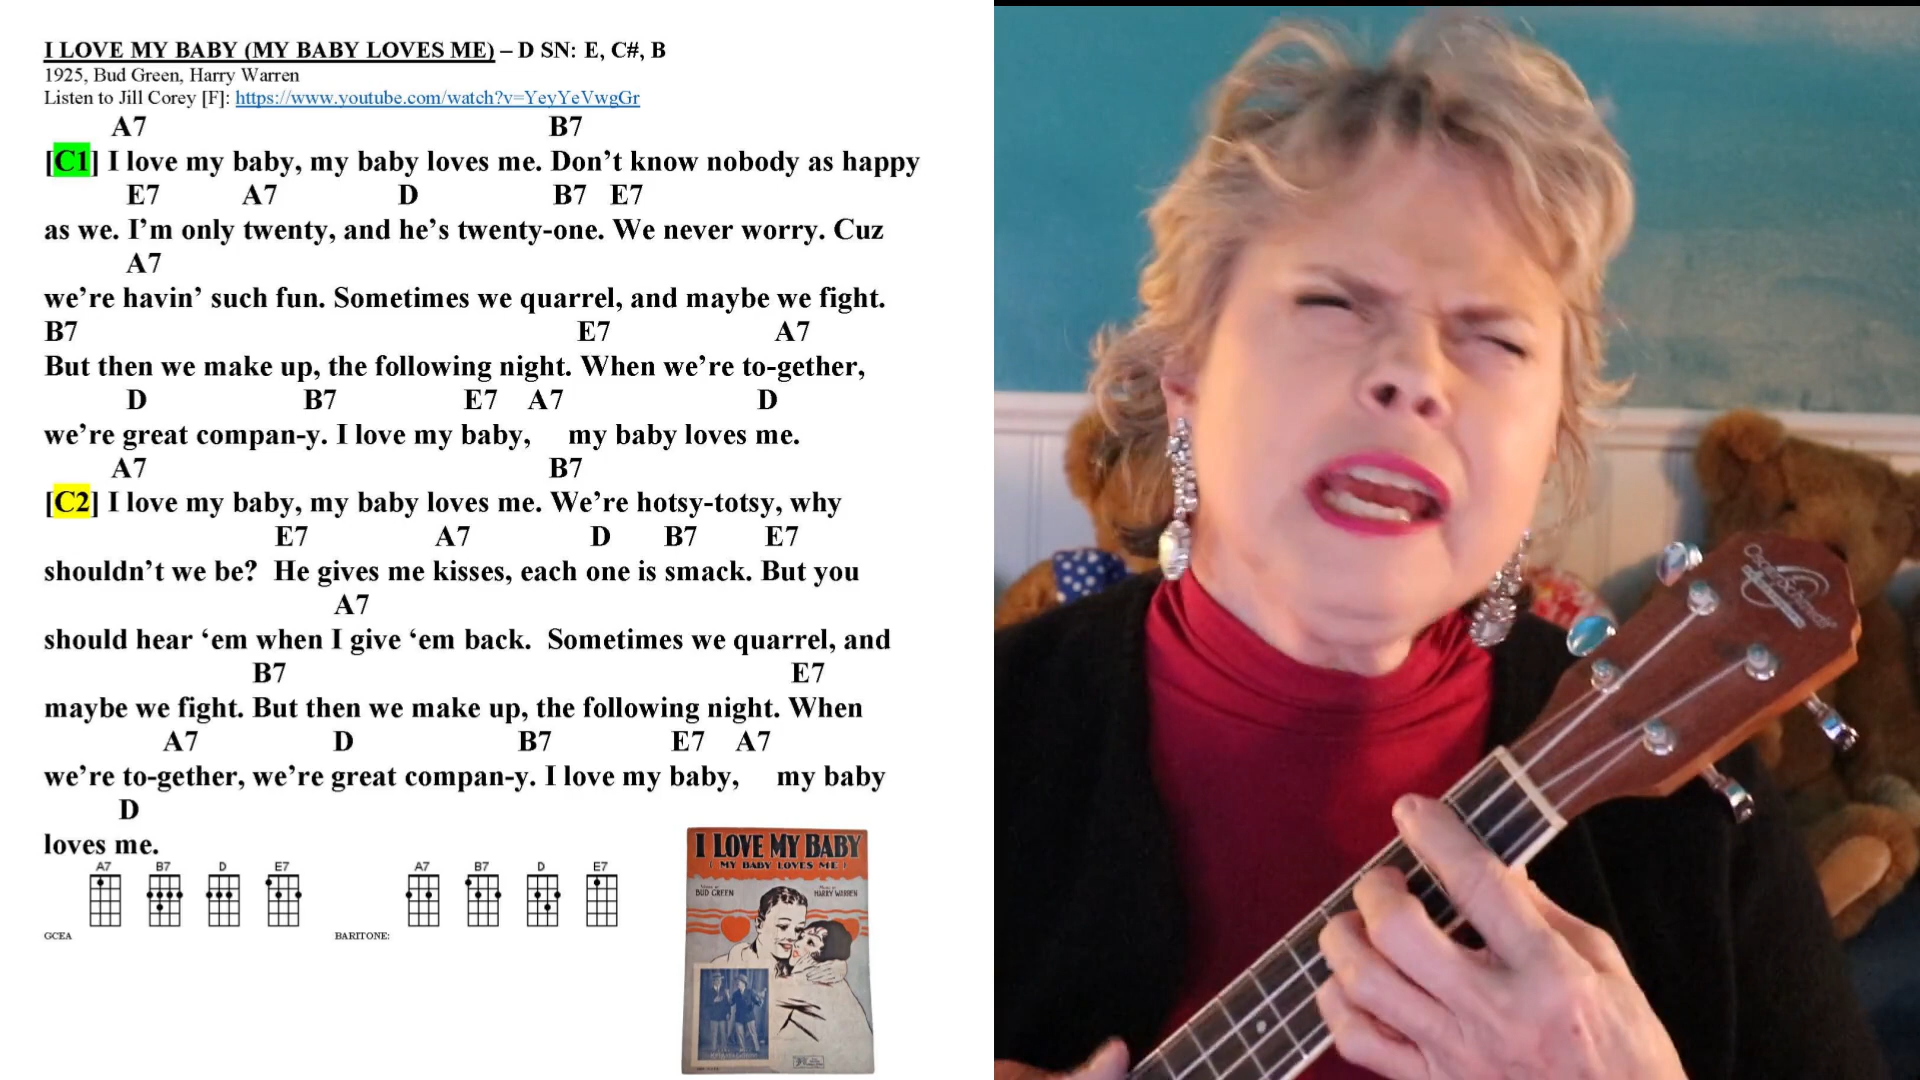 I LOVE MY BABY (MY BABY LOVES ME) – D SN: E, C#, B
1925, Bud Green, Harry Warren
Listen to Jill Corey [F]: https://www.youtube.com/watch?v=YeyYeVwgGr
A7 B7
[C1] I love my baby, my baby loves me. Don’t know nobody as happy
E7 A7 D B7 E7
as we. I’m only twenty, and he’s twenty-one. We never worry. Cuz
A7
we’re havin’ such fun. Sometimes we quarrel, and maybe we fight.
B7 E7 A7
But then we make up, the following night. When we’re to-gether,
D B7 E7 A7 D
we’re great compan-y. I love my baby, my baby loves me.
A7 B7
[C2] I love my baby, my baby loves me. We’re hotsy-totsy, why
E7 A7 D B7 E7
shouldn’t we be? He gives me kisses, each one is smack. But you
A7
should hear ‘em when I give ‘em back. Sometimes we quarrel, and
B7 E7
maybe we fight. But then we make up, the following night. When
A7 D B7 E7 A7
we’re to-gether, we’re great compan-y. I love my baby, my baby
D
loves me.
A7 B7 D E7 A7 B7 D E7
GCEA BARITONE:
I LOVE MY BABY
( MY BABY LOVES ME )
BUD GREEN HARRY WARREN